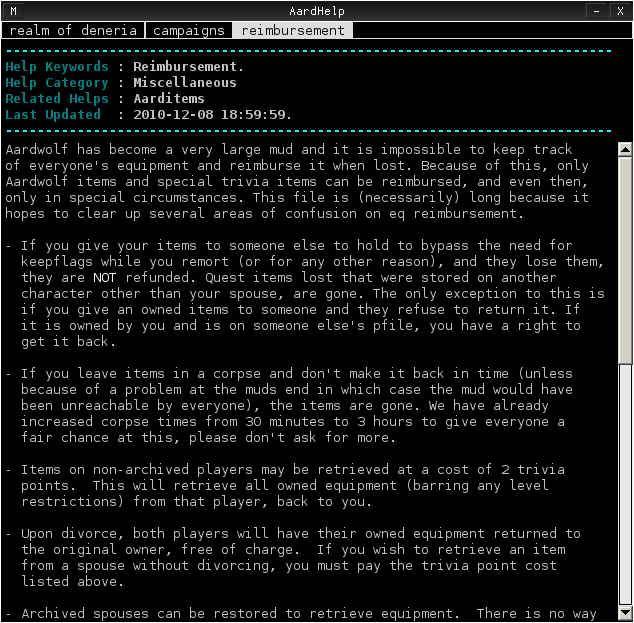 M AardHelp - X
realm of deneria campaigns reimbursement
Help Keywords : Reimbursement.
Help Category : Miscellaneous
Related Helps : Aarditems
Last Updated : 2010-12-08 18:59:59.
Aardwolf has become a very large mud and it is impossible to keep track
of everyone's equipment and reimburse it when lost. Because of this, only
Aardwolf items and special trivia items can be reimbursed, and even then,
only in special circumstances. This file is (necessarily) long because it
hopes to clear up several areas of confusion on eq reimbursement.
- If you give your items to someone else to hold to bypass the need for
keepflags while you remort (or for any other reason), and they lose them,
they are NOT refunded. Quest items lost that were stored on another
character other than your spouse, are gone. The only exception to this is
if you give an owned items to someone and they refuse to return it. If
it is owned by you and is on someone else's pfile, you have a right to
get it back.
- If you leave items in a corpse and don't make it back in time (unless
because of a problem at the muds end in which case the mud would have
been unreachable by everyone), the items are gone. We have already
increased corpse times from 30 minutes to 3 hours to give everyone a
fair chance at this, please don't ask for more.
- Items on non-archived players may be retrieved at a cost of 2 trivia
points.  This will retrieve all owned equipment (barring any level
restrictions) from that player, back to you.
- Upon divorce, both players will have their owned equipment returned to
the original owner, free of charge.  If you wish to retrieve an item
from a spouse without divorcing, you must pay the trivia point cost
listed above.
- Archived spouses can be restored to retrieve equipment.  There is no way